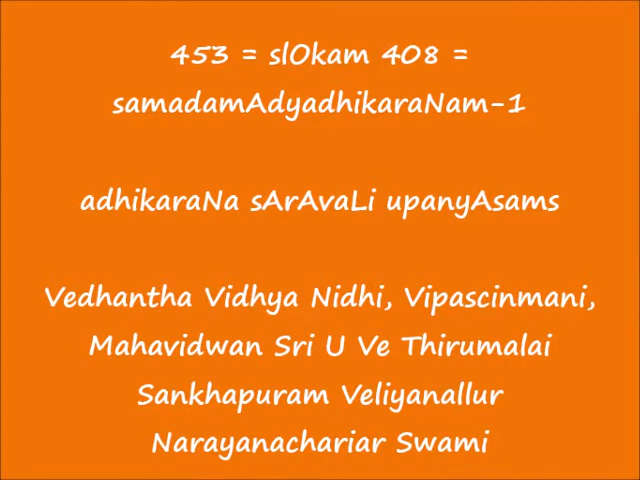 453 = slOkam 408 =
samadamAdyadhikaraNam-1
adhikaraNa sArAvaLi upanyAsams
Vedhantha Vidhya Nidhi, Vipascinmani,
Mahavidwan Sri U Ve Thirumalai
Sankhapuram Veliyanallur
Narayanachariar Swami